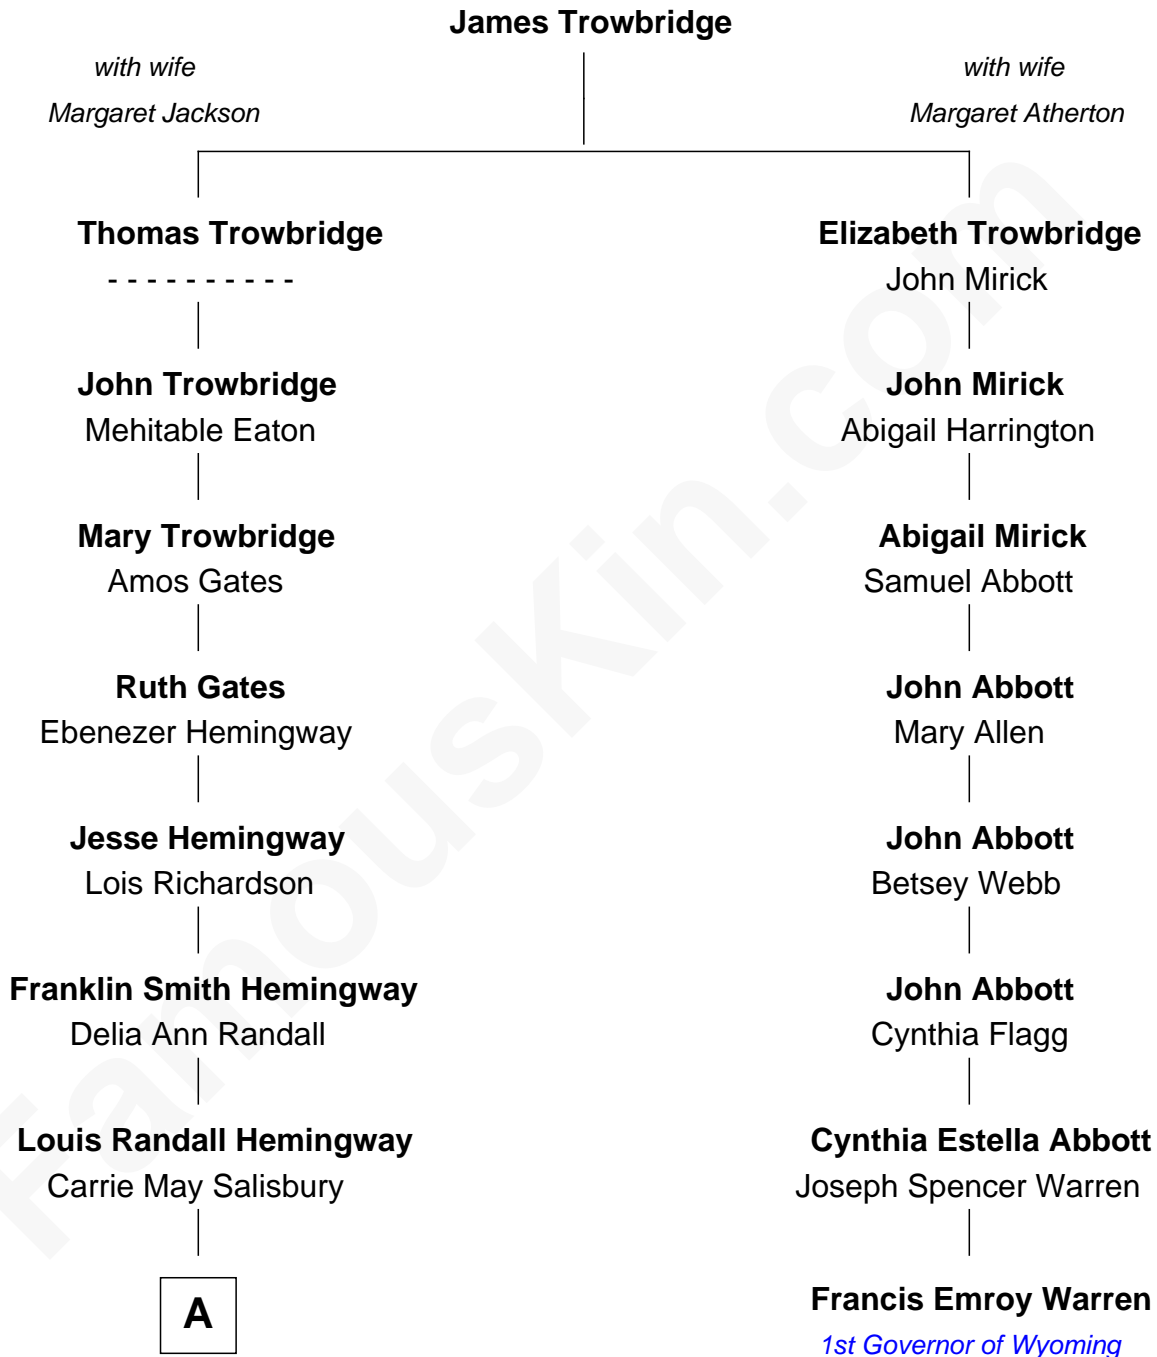 James Trowbridge
with wife
Margaret Jackson
with wife
Margaret Atherton
Thomas Trowbridge
- - - - - - - - - -
Elizabeth Trowbridge
John Mirick
John Trowbridge
Mehitable Eaton
John Mirick
Abigail Harrington
Mary Trowbridge
Amos Gates
Abigail Mirick
Samuel Abbott
Ruth Gates
Ebenezer Hemingway
John Abbott
Mary Allen
Jesse Hemingway
Lois Richardson
John Abbott
Betsey Webb
Franklin Smith Hemingway
Delia Ann Randall
John Abbott
Cynthia Flagg
Louis Randall Hemingway
Carrie May Salisbury
Cynthia Estella Abbott
Joseph Spencer Warren
A
Francis Emroy Warren
1st Governor of Wyoming
FamousKin.com